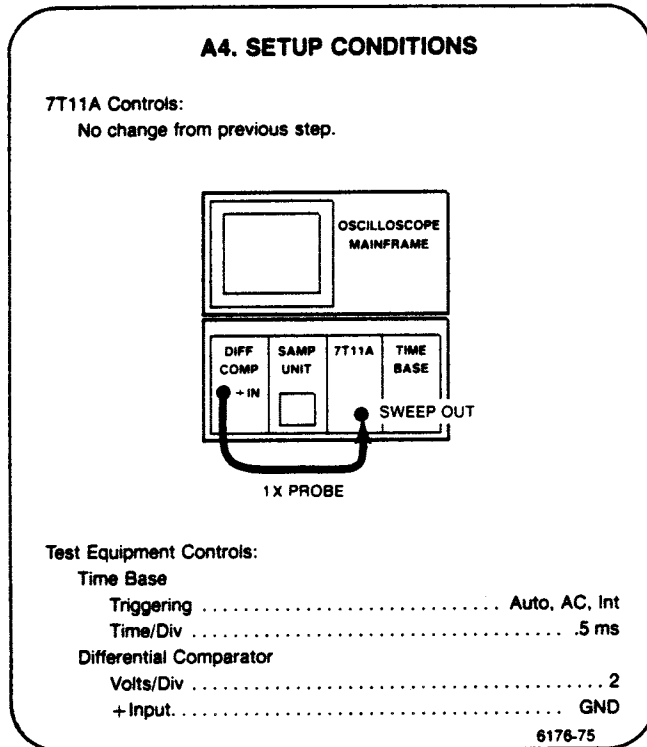 A4. SETUP CONDITIONS
7T11A Controls:
No change from previous step.
OSCILLOSCOPE
MAINFRAME
DIFF
COMP
SAMP
UNIT
7T11A
TIME
BASE
+IN
SWEEP OUT
1X PROBE
Test Equipment Controls:
Time Base
Triggering .............................. Auto, AC, Int
Time/Div ....................................... .5 ms
Differential Comparator
Volts/Div .......................................... 2
+Input........................................ GND
6176-75